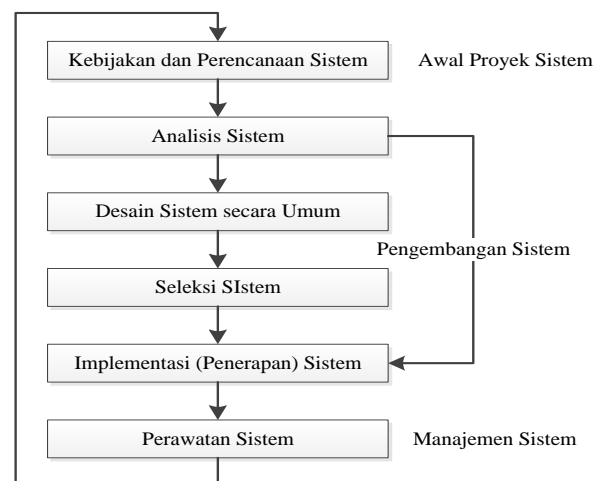 Kebijakan dan Perencanaan Sistem
Awal Proyek Sistem
Analisis Sistem
Desain Sistem secara Umum
Pengembangan Sistem
Seleksi SIstem
Implementasi (Penerapan) Sistem
Perawatan Sistem
Manajemen Sistem